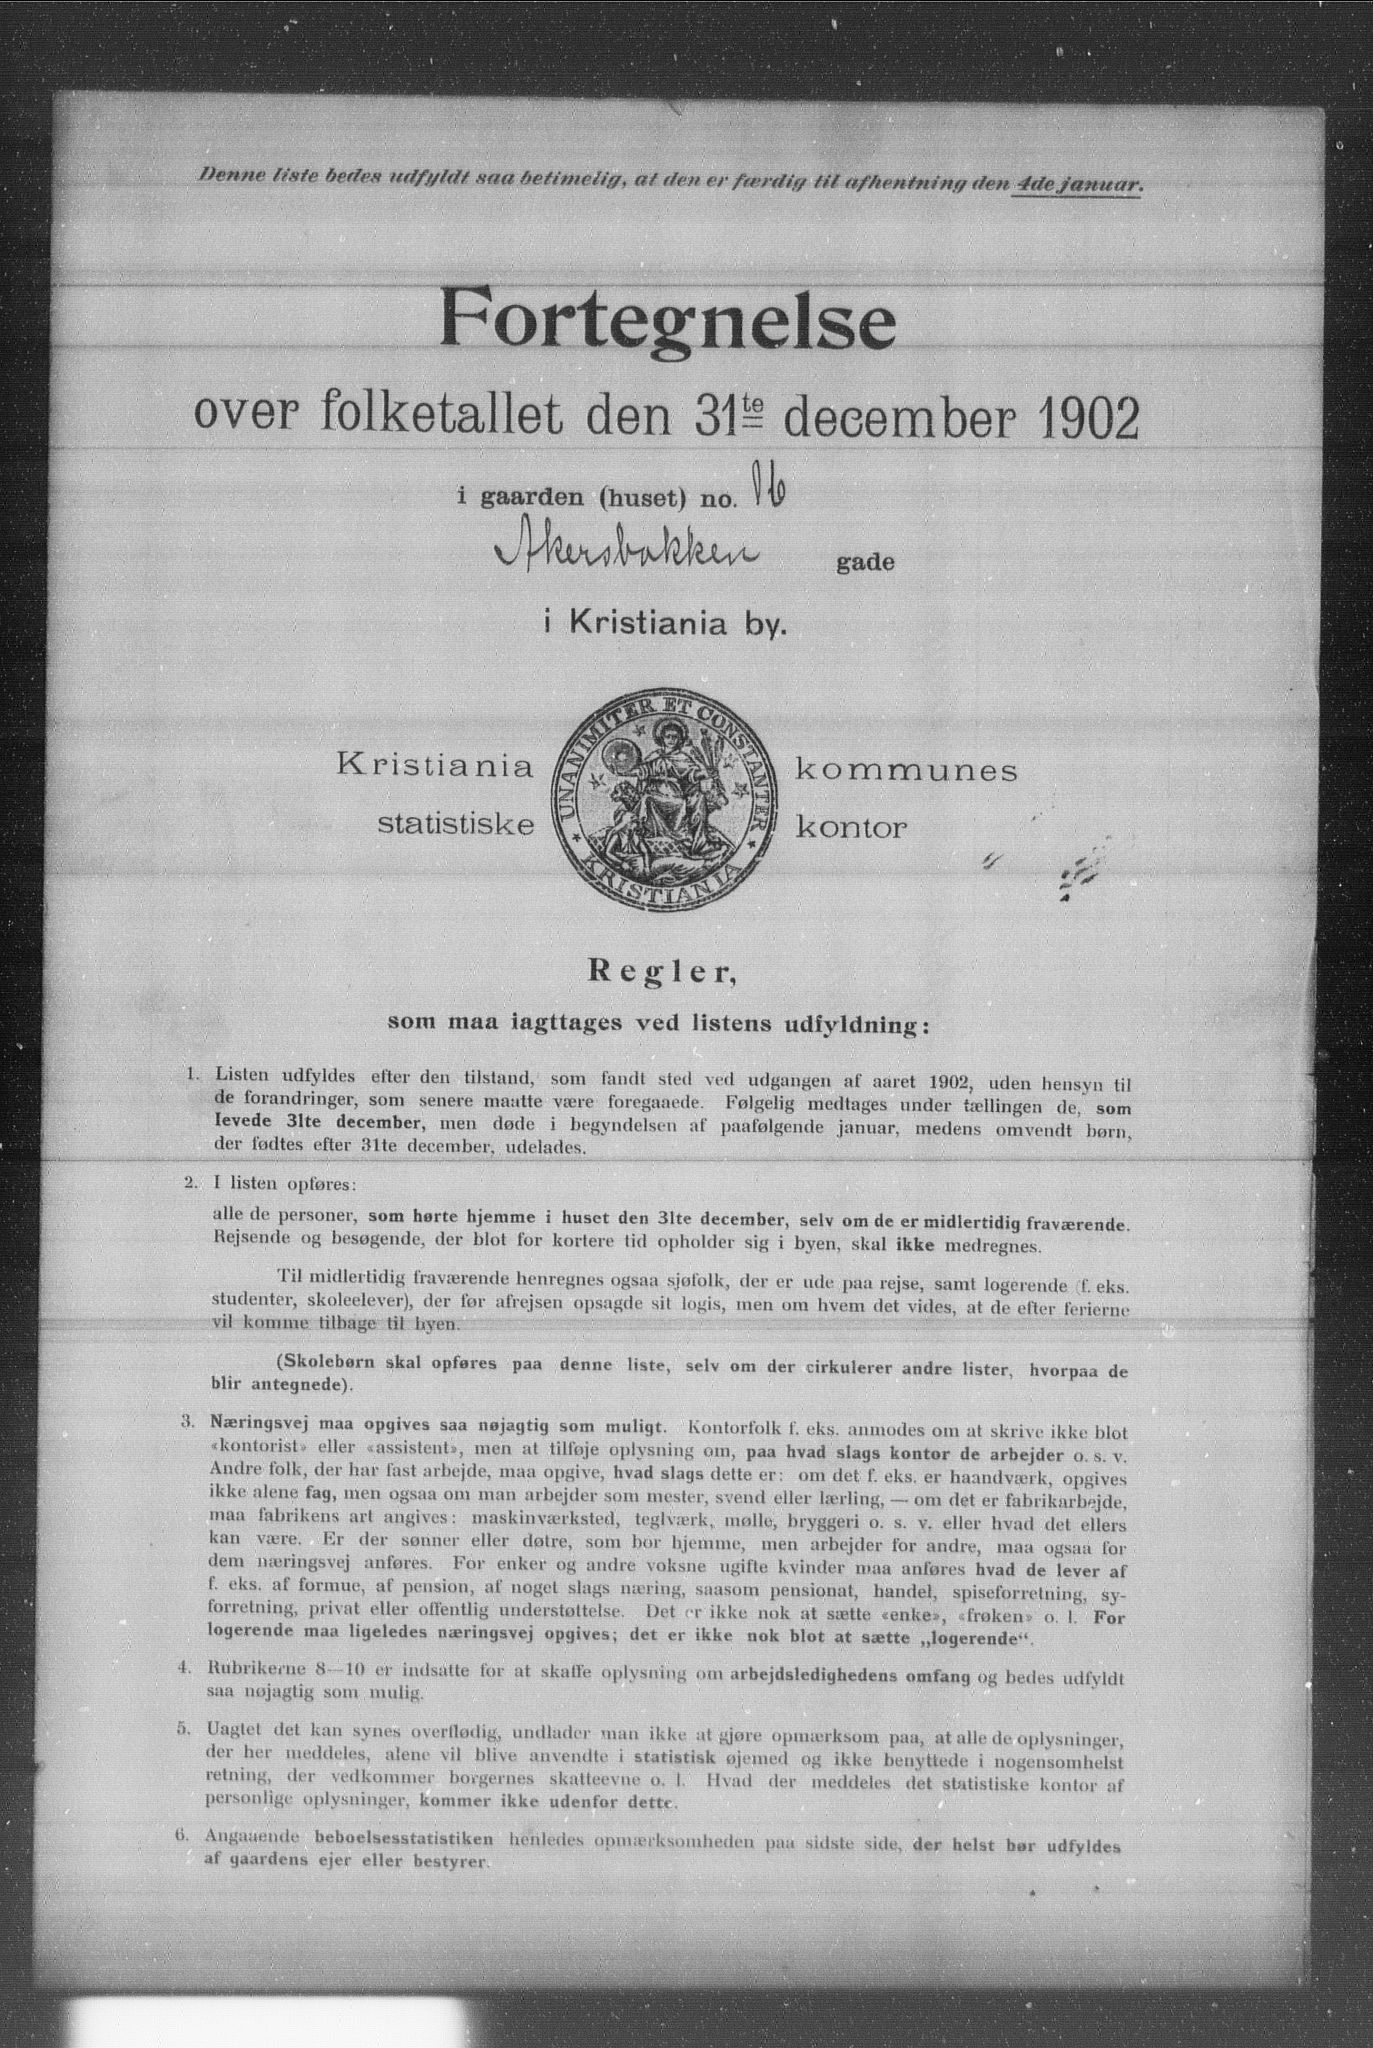 Denne liste bedes udfyldt saa betimelig, at den er færdig til afhentning den 4de januar.
Fortegnelse
over folketallet den 31te december 1902
i gaarden (huset) no. 16
Akersbakken gade
i Kristiania by.
Kristiania kommunes
statistiske kontor
UNANIMITER ET CONSTANTER
KRISTIANIA
Regler,
som maa iagttages ved listens udfyldning:
1. Listen udfyldes efter den tilstand, som fandt sted ved udgangen af aaret 1902, uden hensyn til
de forandringer, som senere maatte være foregaaede. Følgelig medtages under tællingen de, som
levede 31te december, men døde i begyndelsen af paafølgende januar, medens omvendt børn,
der fødtes efter 31te december, udelades.
2. I listen opføres:
alle de personer, som hørte hjemme i huset den 31te december, selv om de er midlertidig fraværende.
Rejsende og besøgende, der blot for kortere tid opholder sig i byen, skal ikke medregnes.
Til midlertidig fraværende henregnes ogsaa sjøfolk, der er ude paa rejse, samt logerende (f. eks.
studenter, skoleelever), der før afrejsen opsagde sit logis, men om hvem det vides, at de efter ferierne
vil komme tilbage til byen.
(Skolebørn skal opføres paa denne liste, selv om der cirkulerer andre lister, hvorpaa de
blir antegnede).
3. Næringsvej maa opgives saa nøjagtig som muligt. Kontorfolk f. eks. anmodes om at skrive ikke blot
«kontorist» eller «assistent», men at tilføje oplysning om, paa hvad slags kontor de arbejder o. s. v.
Andre folk, der har fast arbejde, maa opgive, hvad slags dette er: om det f. eks. er haandværk, opgives
ikke alene fag, men ogsaa om man arbejder som mester, svend eller lærling, — om det er fabrikarbejde,
maa fabrikens art angives: maskinværksted, teglværk, mølle, bryggeri o. s. v. eller hvad det ellers
kan være. Er der sønner eller døtre, som bor hjemme, men arbejder for andre, maa ogsaa for
dem næringsvej anføres. For enker og andre voksne ugifte kvinder maa anføres hvad de lever af
f. eks. af formue, af pension, af noget slags næring, saasom pensionat, handel, spiseforretning, sy-
forretning, privat eller offentlig understøttelse. Det er ikke nok at sætte «enke», «frøken» o. l. For
logerende maa ligeledes næringsvej opgives; det er ikke nok blot at sætte „logerende“.
4. Rubrikerne 8—10 er indsatte for at skaffe oplysning om arbejdsledighedens omfang og bedes udfyldt
saa nøjagtig som mulig.
5. Uagtet det kan synes overflødig, undlader man ikke at gjøre opmærksom paa, at alle de oplysninger,
der her meddeles, alene vil blive anvendte i statistisk øjemed og ikke benyttede i nogensomhelst
retning, der vedkommer borgernes skatteevne o. l. Hvad der meddeles det statistiske kontor af
personlige oplysninger, kommer ikke udenfor dette.
6. Angaaende beboelsesstatistiken henledes opmærksomheden paa sidste side, der helst bør udfyldes
af gaardens ejer eller bestyrer.